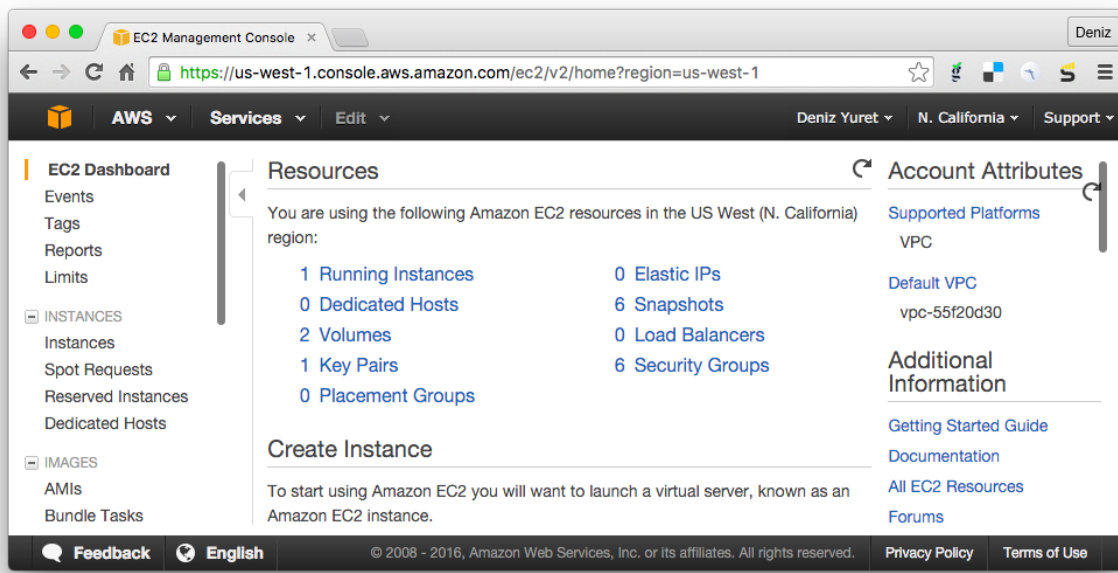 EC2 Management Console
Deniz
https://us-west-1.console.aws.amazon.com/ec2/v2/home?region=us-west-1
AWS Services Edit Deniz Yuret N. California Support
EC2 Dashboard
Events
Tags
Reports
Limits
INSTANCES
Instances
Spot Requests
Reserved Instances
Dedicated Hosts
IMAGES
AMIs
Bundle Tasks
Resources
You are using the following Amazon EC2 resources in the US West (N. California)
region:
1 Running Instances
0 Dedicated Hosts
2 Volumes
1 Key Pairs
0 Placement Groups
0 Elastic IPs
6 Snapshots
0 Load Balancers
6 Security Groups
Create Instance
To start using Amazon EC2 you will want to launch a virtual server, known as an
Amazon EC2 instance.
Account Attributes
Supported Platforms
VPC
Default VPC
vpc-55f20d30
Additional
Information
Getting Started Guide
Documentation
All EC2 Resources
Forums
Feedback English © 2008 - 2016, Amazon Web Services, Inc. or its affiliates. All rights reserved. Privacy Policy Terms of Use